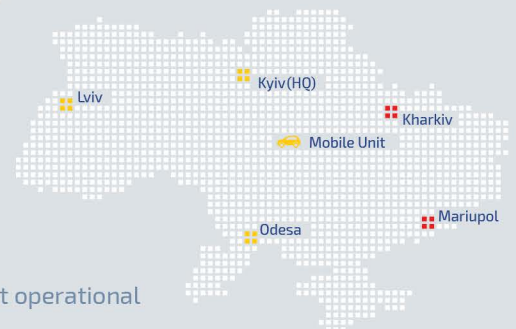 Kyiv(HQ)
Lviv
Kharkiv
Mobile Unit
Mariupol
Odesa
t operational